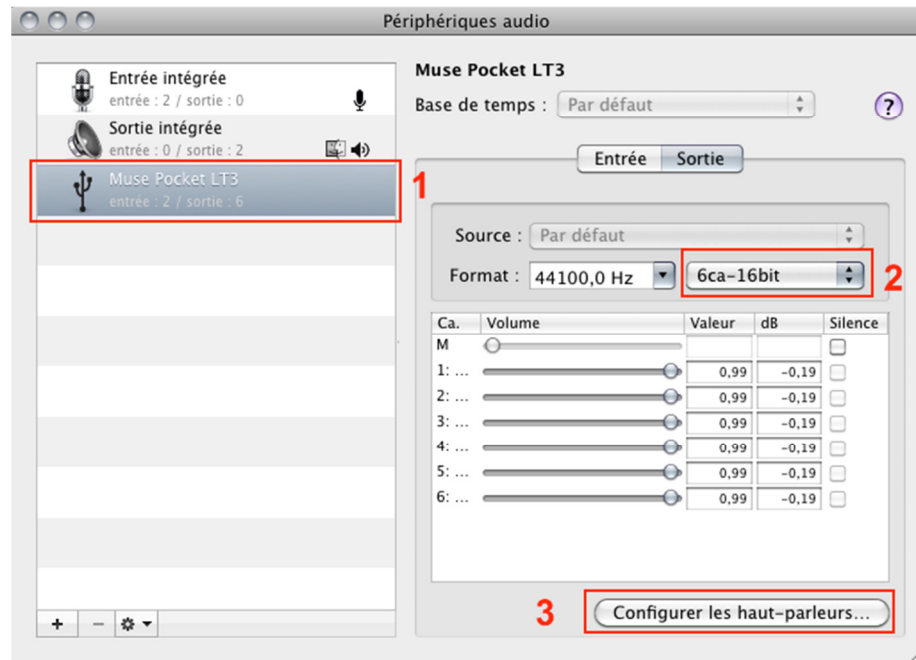 Périphériques audio
Entrée intégrée
entrée : 2 / sortie : 0
Sortie intégrée
entrée : 0 / sortie : 2
Muse Pocket LT3
entrée : 2 / sortie : 6
1
Muse Pocket LT3
Base de temps : Par défaut
?
Entrée Sortie
Source : Par défaut
Format : 44100,0 Hz 6ca-16bit 2
Ca. Volume Valeur dB Silence
M
1: ... 0,99 -0,19
2: ... 0,99 -0,19
3: ... 0,99 -0,19
4: ... 0,99 -0,19
5: ... 0,99 -0,19
6: ... 0,99 -0,19
3 Configurer les haut-parleurs...
+ −